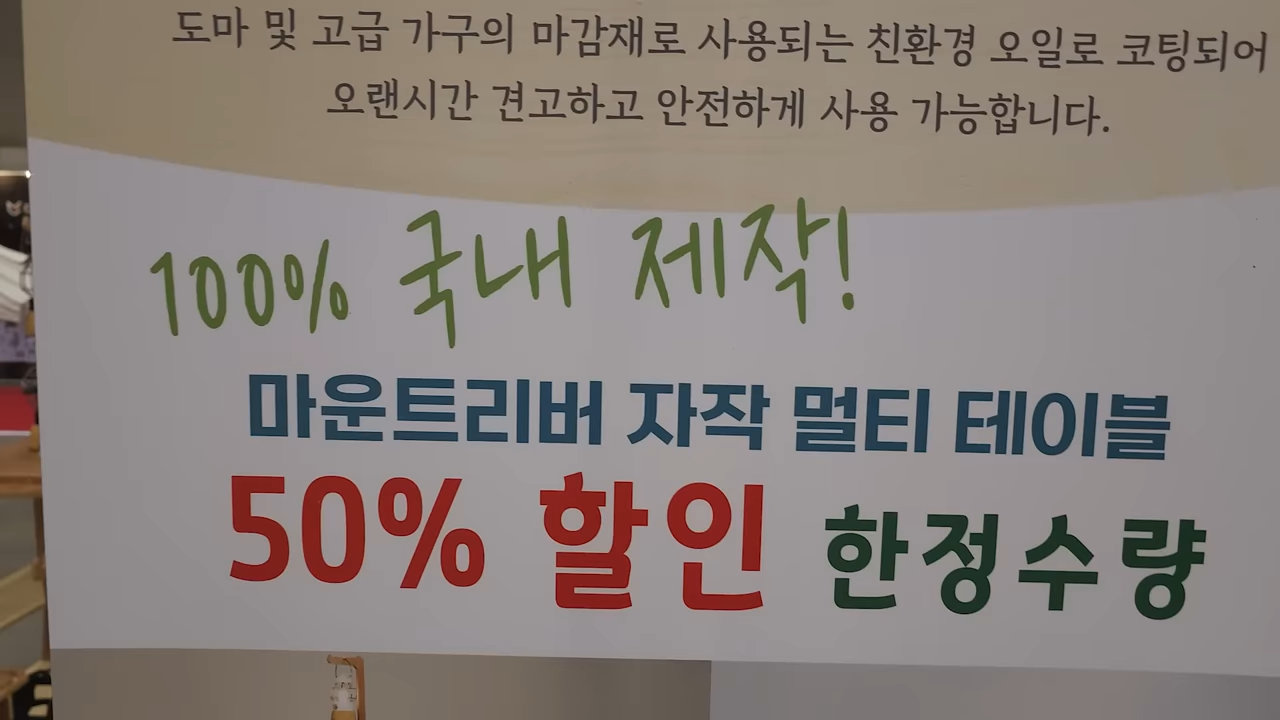 도마 및 고급 가구의 마감재로 사용되는 친환경 오일로 코팅되어
오랜시간 견고하고 안전하게 사용 가능합니다.
100% 국내 제작!
마운트리버 자작 멀티 테이블
50% 할인 한정수량